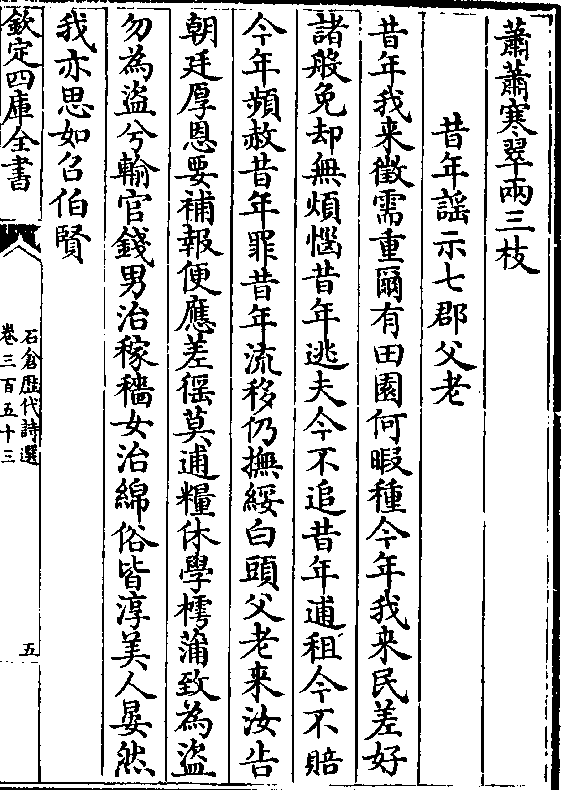 蕭蕭寒翠兩三枝
昔年謡示七郡父老
昔年我来徵需重爾有田園何暇種今年我来民差好
諸般免却無煩惱昔年逃夫今不追昔年逋租今不賠
今年頻赦昔年罪昔年流移仍撫綏白頭父老来汝告
朝廷厚恩要補報便應差徭莫逋糧休學樗蒲致為盜
勿為盜兮輸官錢男治稼穡女治綿俗皆淳美人晏然
我亦思如召伯賢
欽定四庫全書
石倉歴代詩選
卷三百五十三
五